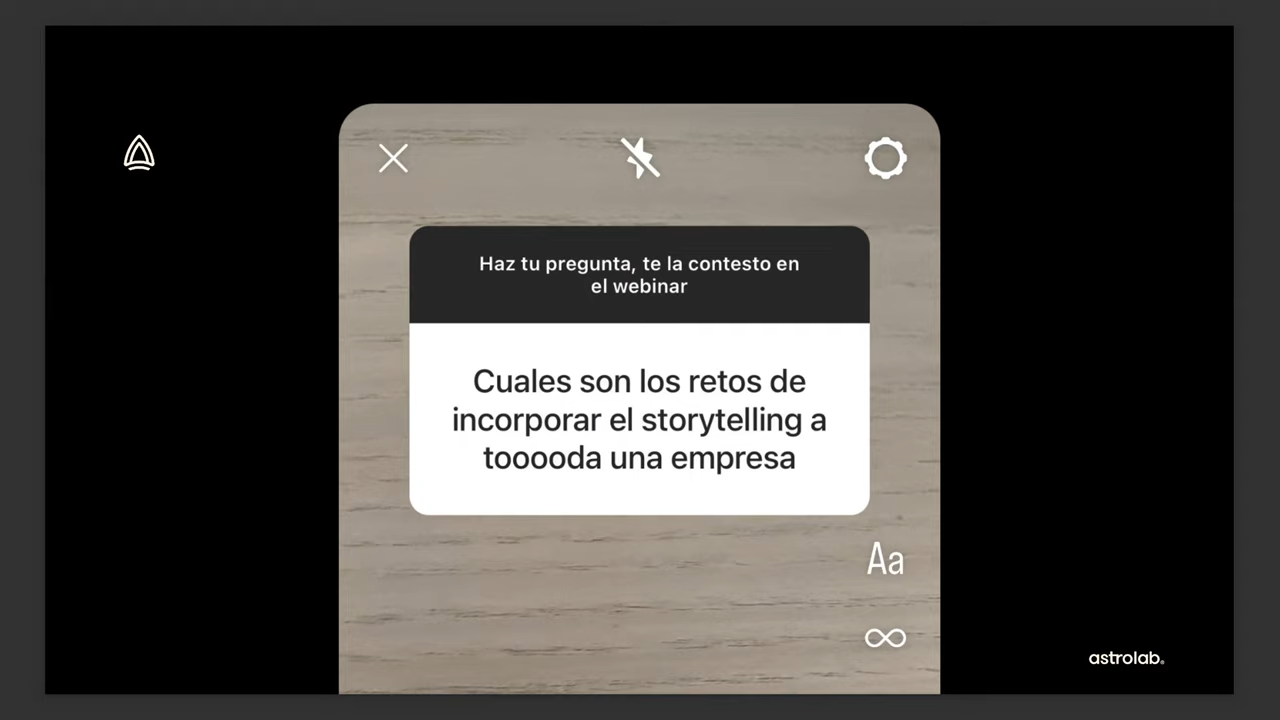 Haz tu pregunta, te la contesto en
el webinar
Cuales son los retos de
incorporar el storytelling a
tooooda una empresa
Aa
astrolab.